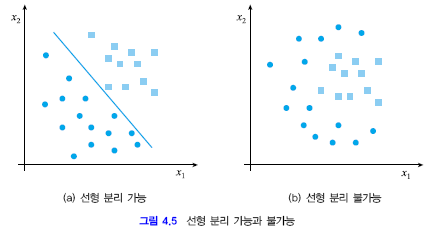 x2
x1
(a) 선형 분리 가능
x2
x1
(b) 선형 분리 불가능
그림 4.5 선형 분리 가능과 불가능